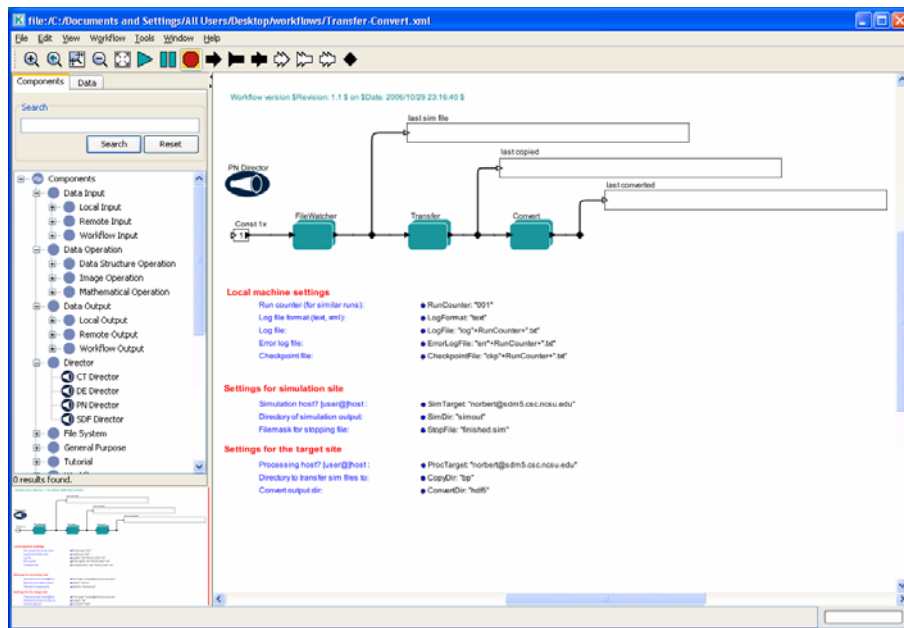 file:/C:/Documents and Settings/All Users/Desktop/workflows/Transfer-Convert.xml
File Edit View Workflow Tools Window Help
Components Data
Search
Search Reset
Components
Data Input
Local Input
Remote Input
Workflow Input
Data Operation
Data Structure Operation
Image Operation
Mathematical Operation
Data Output
Local Output
Remote Output
Workflow Output
Director
CT Director
DE Director
PN Director
SDF Director
File System
General Purpose
Tutorial
0 results found.
Workflow version $Revision: 1.1 $ on $Date: 2006/10/29 23:16:40 $
last sim file
last copied
last converted
PN Director
Const 1x
1
FileWatcher
Transfer
Convert
Local machine settings
Run counter (for similar runs): RunCounter: "001"
Log file format (text, xml): LogFormat: "text"
Log file: LogFile: "log"+RunCounter+".txt"
Error log file: ErrorLogFile: "err"+RunCounter+".txt"
Checkpoint file: CheckpointFile: "ckp"+RunCounter+".txt"
Settings for simulation site
Simulation host? [user@]host : SimTarget: "norbert@sdm5.csc.ncsu.edu"
Directory of simulation output: SimDir: "simout"
Filemask for stopping file: StopFile: "finished.sim"
Settings for the target site
Processing host? [user@]host : ProcTarget: "norbert@sdm5.csc.ncsu.edu"
Directory to transfer sim files to: CopyDir: "bp"
Convert output dir: ConvertDir: "hdf5"